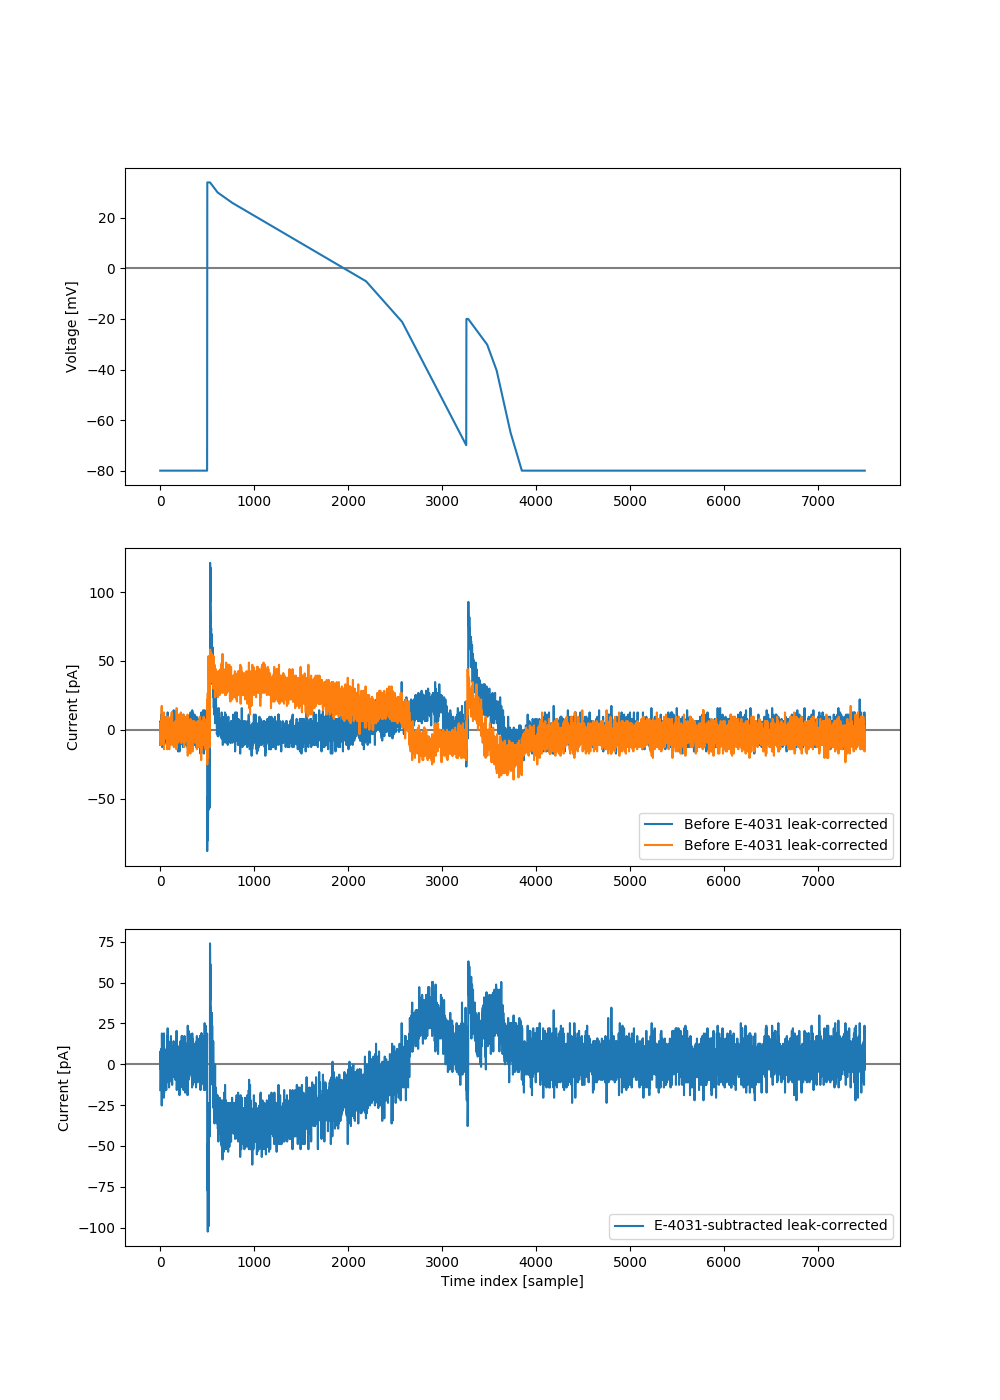 20
0
−20
−40
−60
−80
Voltage [mV]
0 1000 2000 3000 4000 5000 6000 7000
100
50
0
−50
Current [pA]
Before E-4031 leak-corrected
Before E-4031 leak-corrected
0 1000 2000 3000 4000 5000 6000 7000
75
50
25
0
−25
−50
−75
−100
Current [pA]
E-4031-subtracted leak-corrected
0 1000 2000 3000 4000 5000 6000 7000
Time index [sample]